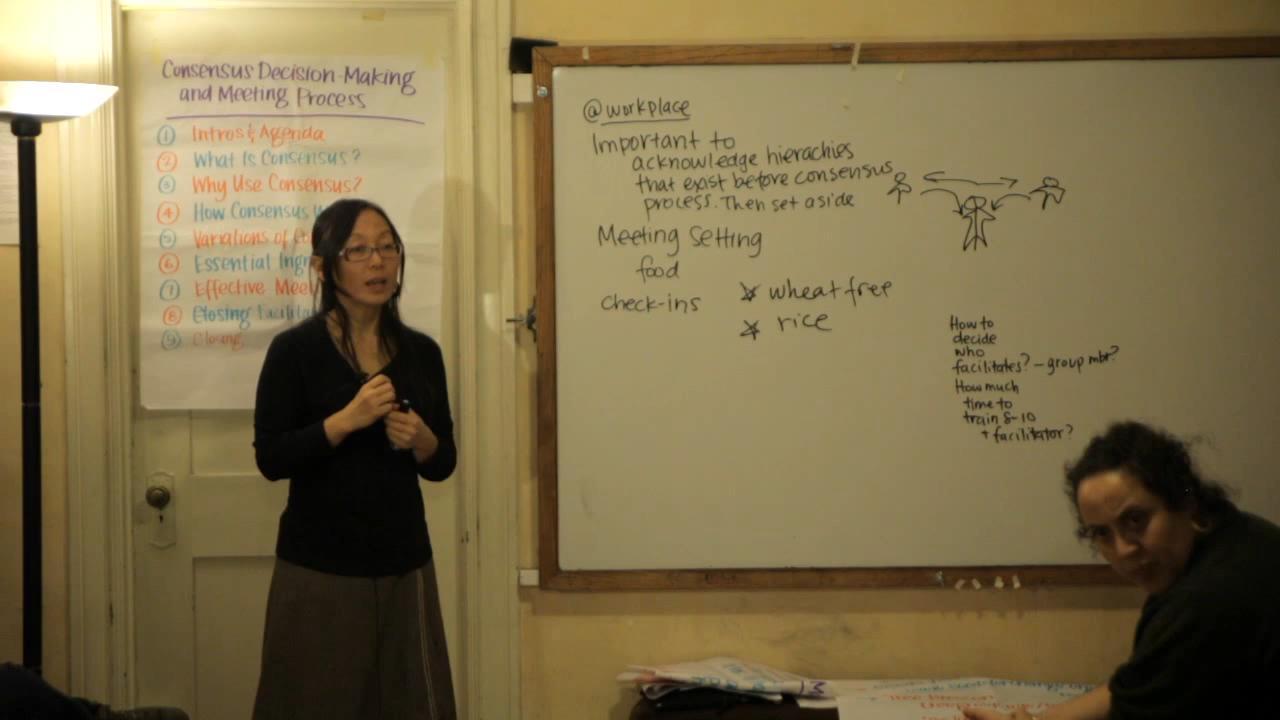 Consensus Decision-Making
and Meeting Process
1 Intros & Agenda
2 What Is Consensus?
3 Why Use Consensus?
4 How Consensus
5 Variations of
6 Essential
7 Effective
8 Closing
9 Closing
@workplace
Important to
acknowledge hierachies
that exist before consensus
process. Then set aside
Meeting Setting
food
check-ins
wheat free
rice
How to
decide
who
facilitates? - group mbr?
How much
time to
train 8-10
+ facilitator?